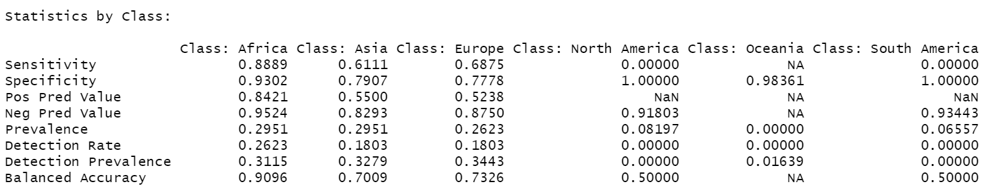 Statistics by Class:

                     Class: Africa Class: Asia Class: Europe Class: North America Class: Oceania Class: South America
Sensitivity                 0.8889      0.6111        0.6875              0.00000             NA              0.00000
Specificity                 0.9302      0.7907        0.7778              1.00000        0.98361              1.00000
Pos Pred Value              0.8421      0.5500        0.5238                  NaN             NA                  NaN
Neg Pred Value              0.9524      0.8293        0.8750              0.91803             NA              0.93443
Prevalence                  0.2951      0.2951        0.2623              0.08197        0.00000              0.06557
Detection Rate              0.2623      0.1803        0.1803              0.00000        0.00000              0.00000
Detection Prevalence        0.3115      0.3279        0.3443              0.00000        0.01639              0.00000
Balanced Accuracy           0.9096      0.7009        0.7326              0.50000             NA              0.50000